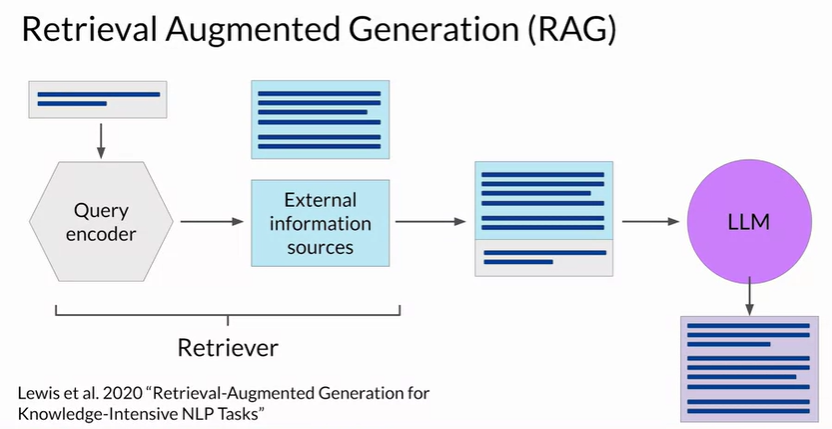 Retrieval Augmented Generation (RAG)
Query
encoder
External
information
sources
LLM
Retriever
Lewis et al. 2020 “Retrieval-Augmented Generation for
Knowledge-Intensive NLP Tasks”